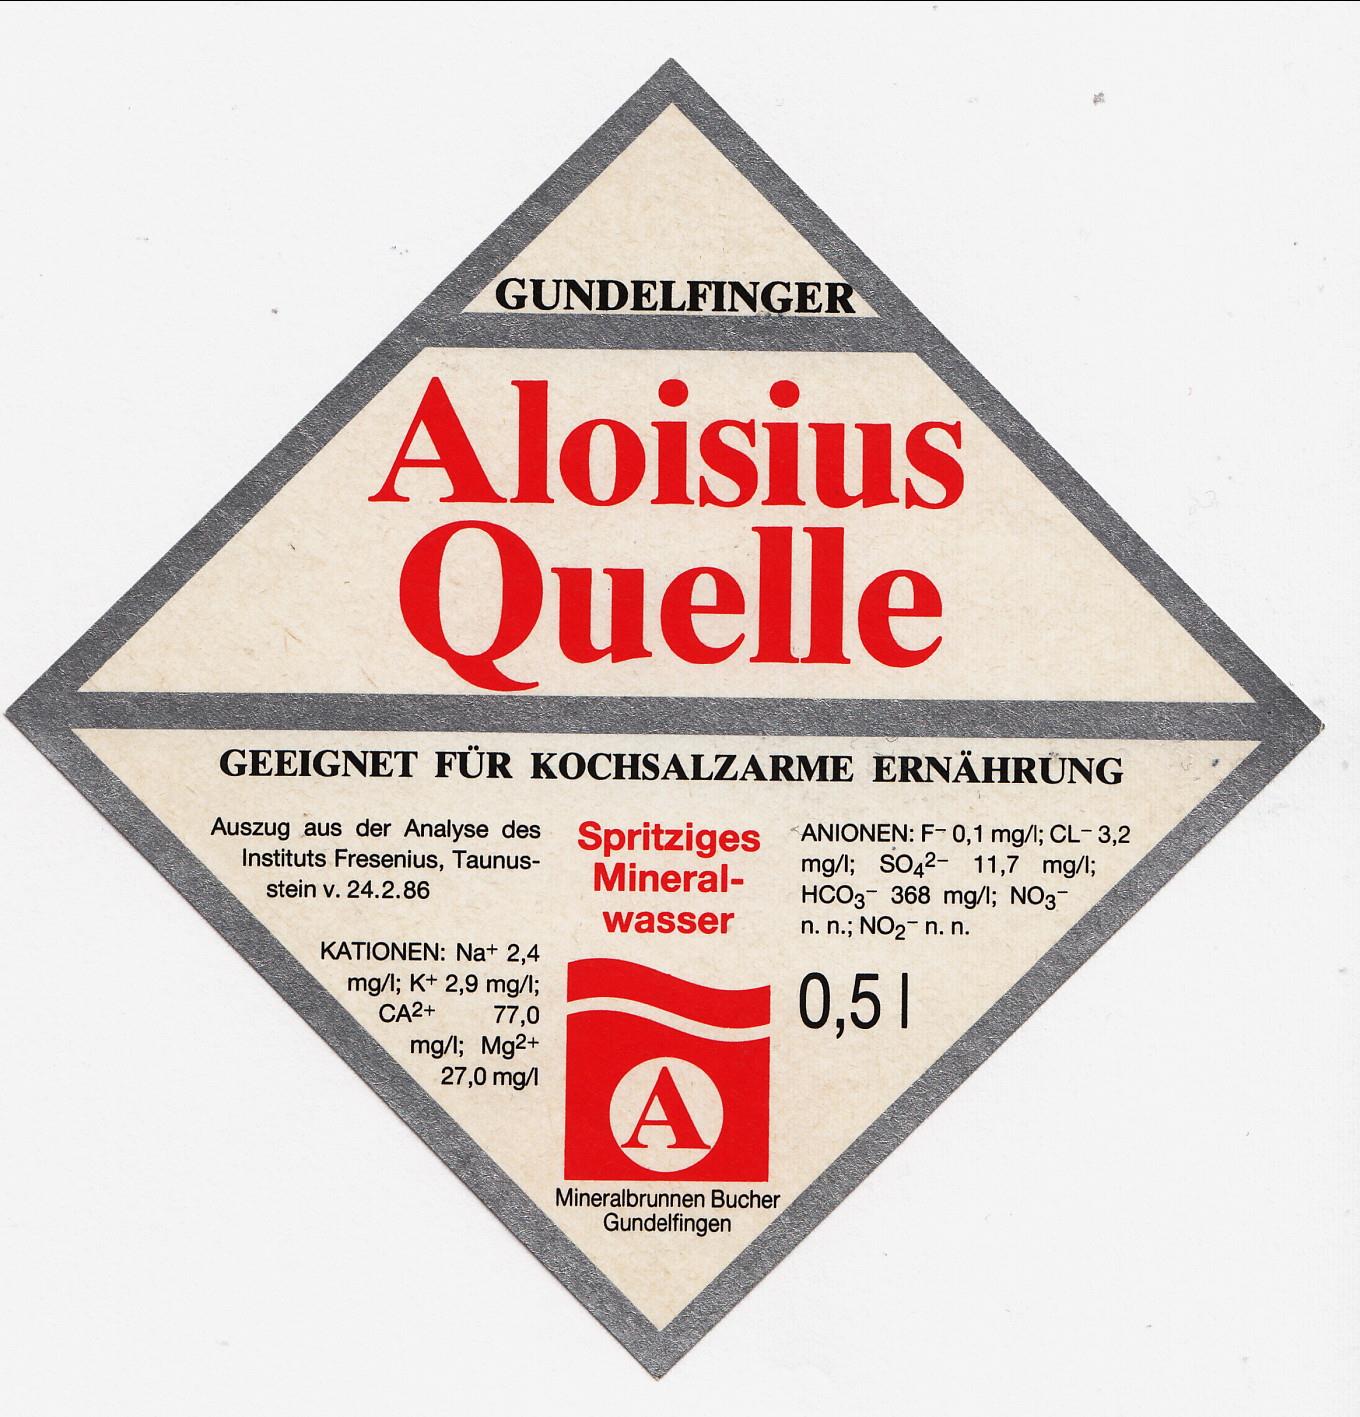 GUNDELFINGER
Aloisius
Quelle
GEEIGNET FÜR KOCHSALZARME ERNÄHRUNG
Auszug aus der Analyse des
Instituts Fresenius, Taunus-
stein v. 24.2.86
KATIONEN: Na⁺ 2,4
mg/l; K⁺ 2,9 mg/l;
CA²⁺ 77,0
mg/l; Mg²⁺
27,0 mg/l
Spritziges
Mineral-
wasser
ANIONEN: F⁻ 0,1 mg/l; CL⁻ 3,2
mg/l; SO₄²⁻ 11,7 mg/l;
HCO₃⁻ 368 mg/l; NO₃⁻
n. n.; NO₂⁻ n. n.
0,5 l
A
Mineralbrunnen Bucher
Gundelfingen